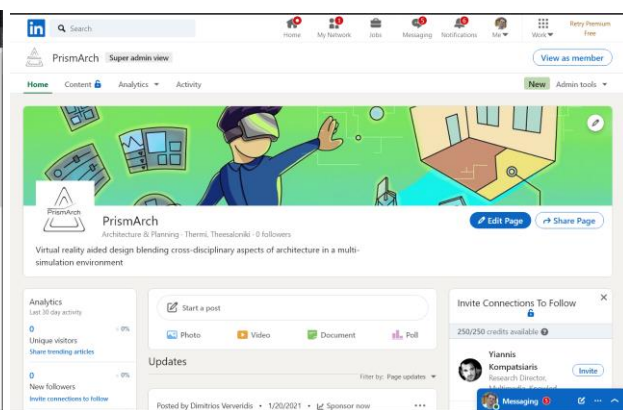 in Search
Home My Network Jobs Messaging Notifications Me Work Retry Premium
Free
PrismArch Super admin view View as member
Home Content Analytics Activity New Admin tools
PrismArch
PrismArch
Architecture & Planning · Thermi, Theesaloniki · 0 followers
Edit Page Share Page
Virtual reality aided design blending cross-disciplinary aspects of architecture in a multi-
simulation environment
Analytics
Last 30 day activity
0 0%
Unique visitors
Share trending articles
0 0%
New followers
Invite connections to follow
Start a post
Photo Video Document Poll
Updates
Filter by: Page updates
Posted by Dimitrios Ververidis • 1/20/2021 • Sponsor now
Invite Connections To Follow
250/250 credits available
Yiannis
Kompatsiaris
Research Director,
Invite
Messaging